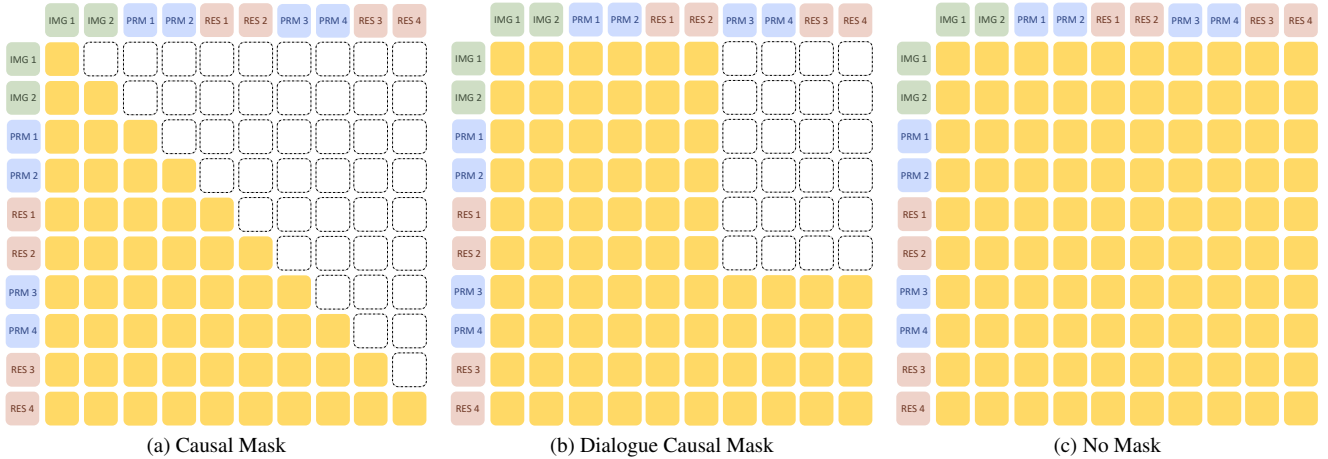 IMG 1 IMG 2 PRM 1 PRM 2 RES 1 RES 2 PRM 3 PRM 4 RES 3 RES 4
IMG 1
IMG 2
PRM 1
PRM 2
RES 1
RES 2
PRM 3
PRM 4
RES 3
RES 4
(a) Causal Mask
IMG 1 IMG 2 PRM 1 PRM 2 RES 1 RES 2 PRM 3 PRM 4 RES 3 RES 4
IMG 1
IMG 2
PRM 1
PRM 2
RES 1
RES 2
PRM 3
PRM 4
RES 3
RES 4
(b) Dialogue Causal Mask
IMG 1 IMG 2 PRM 1 PRM 2 RES 1 RES 2 PRM 3 PRM 4 RES 3 RES 4
IMG 1
IMG 2
PRM 1
PRM 2
RES 1
RES 2
PRM 3
PRM 4
RES 3
RES 4
(c) No Mask